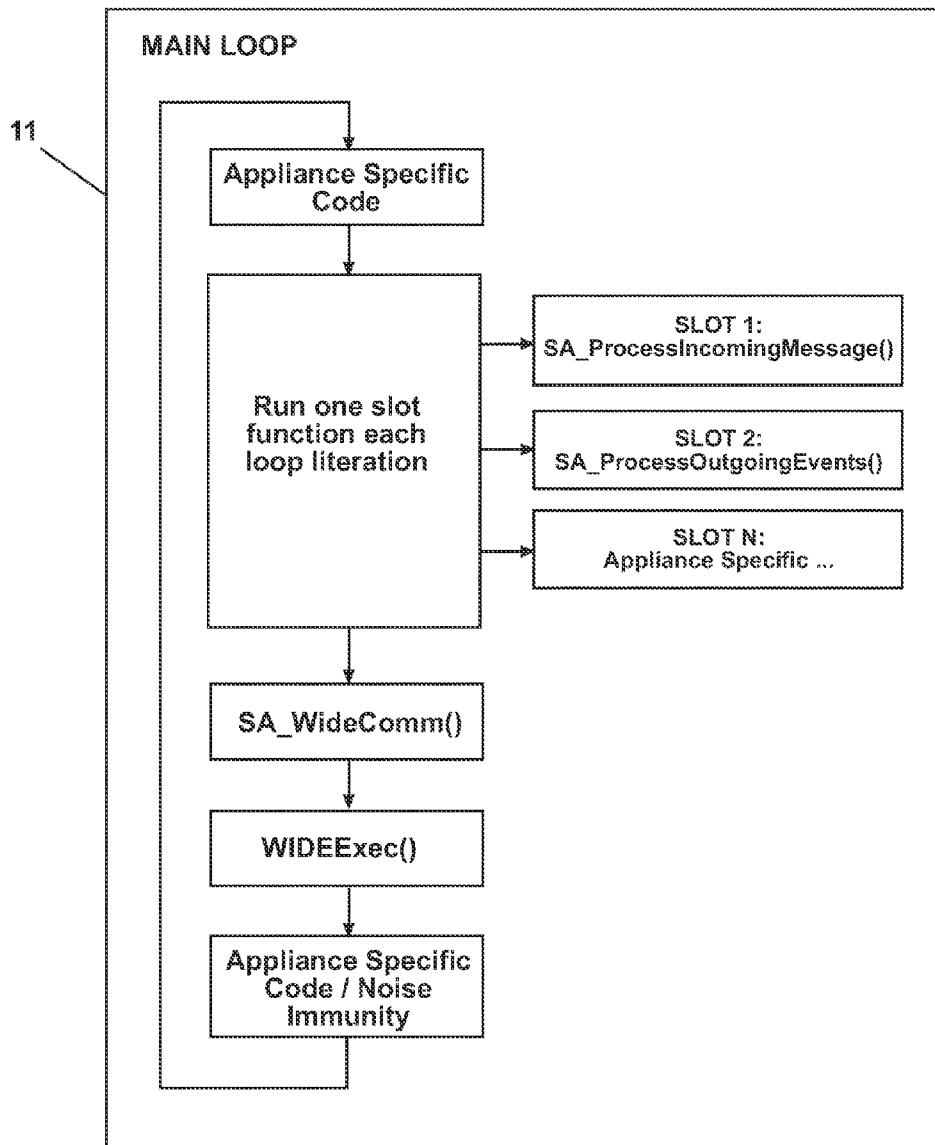 MAIN LOOP
11
Appliance Specific
Code
Run one slot
function each
loop literation
SLOT 1:
SA_ProcessIncomingMessage()
SLOT 2:
SA_ProcessOutgoingEvents()
SLOT N:
Appliance Specific ...
SA_WideComm()
WIDEExec()
Appliance Specific
Code / Noise
Immunity